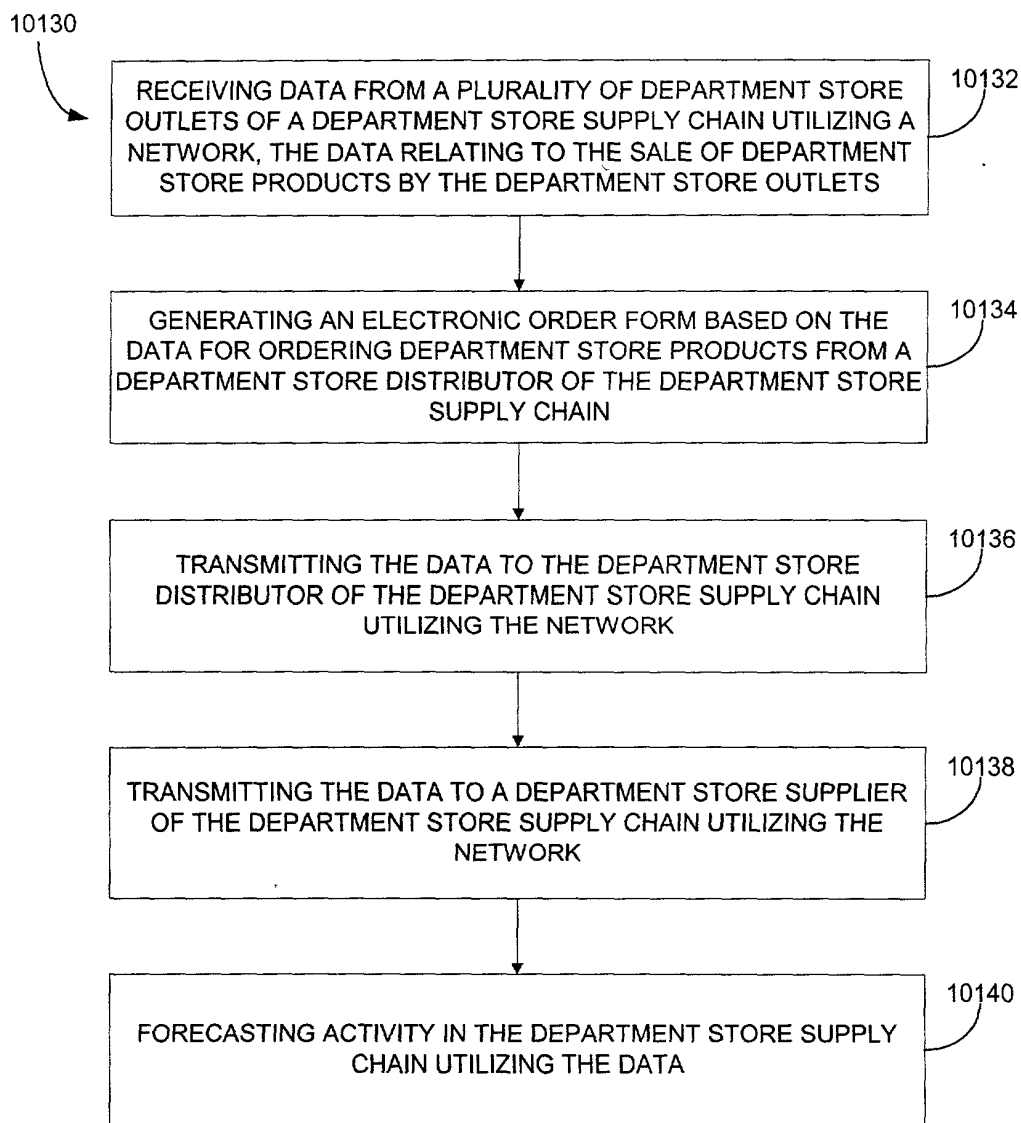 10130
10132
RECEIVING DATA FROM A PLURALITY OF DEPARTMENT STORE
OUTLETS OF A DEPARTMENT STORE SUPPLY CHAIN UTILIZING A
NETWORK, THE DATA RELATING TO THE SALE OF DEPARTMENT
STORE PRODUCTS BY THE DEPARTMENT STORE OUTLETS
10134
GENERATING AN ELECTRONIC ORDER FORM BASED ON THE
DATA FOR ORDERING DEPARTMENT STORE PRODUCTS FROM A
DEPARTMENT STORE DISTRIBUTOR OF THE DEPARTMENT STORE
SUPPLY CHAIN
10136
TRANSMITTING THE DATA TO THE DEPARTMENT STORE
DISTRIBUTOR OF THE DEPARTMENT STORE SUPPLY CHAIN
UTILIZING THE NETWORK
10138
TRANSMITTING THE DATA TO A DEPARTMENT STORE SUPPLIER
OF THE DEPARTMENT STORE SUPPLY CHAIN UTILIZING THE
NETWORK
10140
FORECASTING ACTIVITY IN THE DEPARTMENT STORE SUPPLY
CHAIN UTILIZING THE DATA